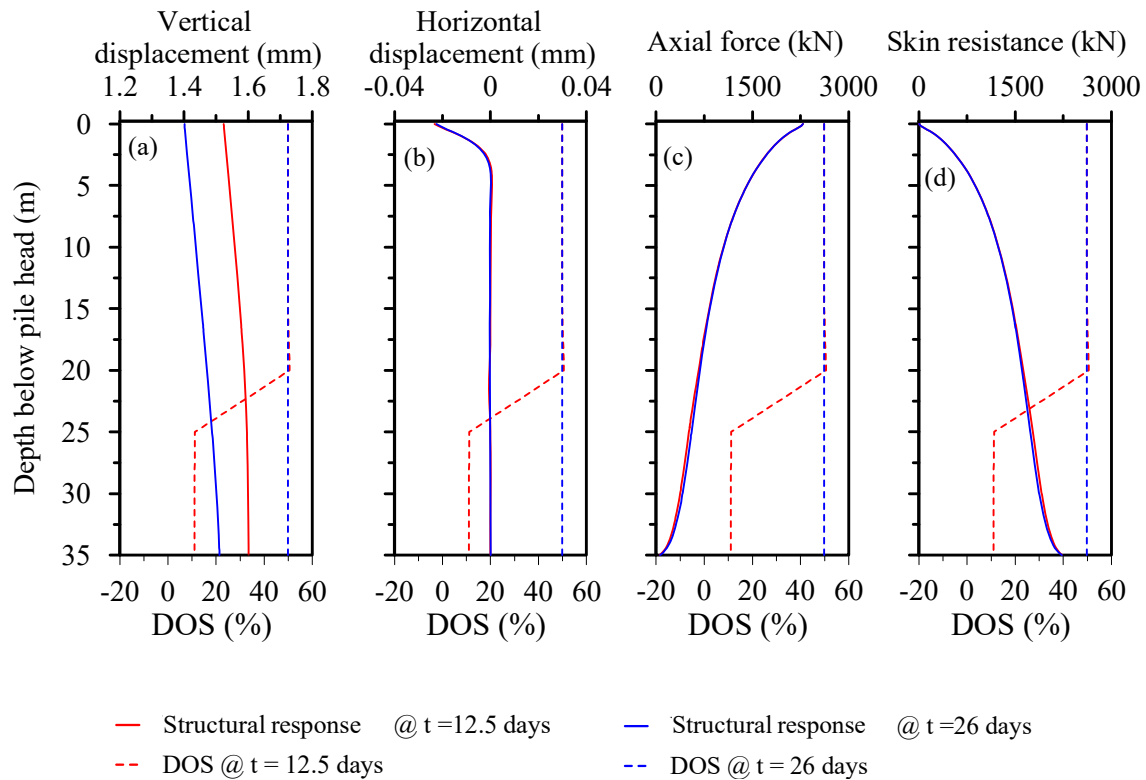 Vertical
displacement (mm)
Horizontal
displacement (mm)
Axial force (kN)
Skin resistance (kN)
1.2 1.4 1.6 1.8
-0.04 0 0.04
0 1500 3000
0 1500 3000
Depth below pile head (m)
0
5
10
15
20
25
30
35
(a)
(b)
(c)
(d)
-20 0 20 40 60
-20 0 20 40 60
-20 0 20 40 60
-20 0 20 40 60
DOS (%)
DOS (%)
DOS (%)
DOS (%)
Structural response @ t =12.5 days
Structural response @ t =26 days
DOS @ t = 12.5 days
DOS @ t = 26 days